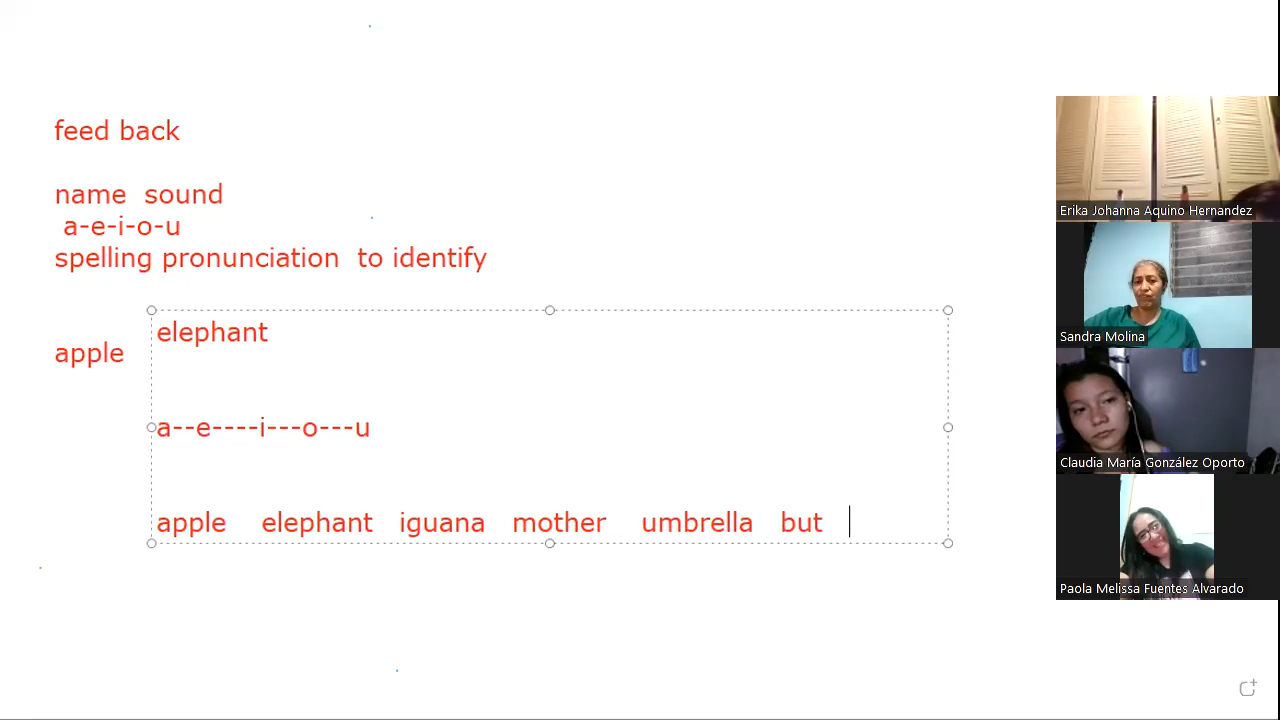 feed back
name sound
a-e-i-o-u
spelling pronunciation to identify
elephant
apple
a--e----i---o---u
apple elephant iguana mother umbrella but
Erika Johanna Aquino Hernandez
Sandra Molina
Claudia María González Oporto
Paola Melissa Fuentes Alvarado